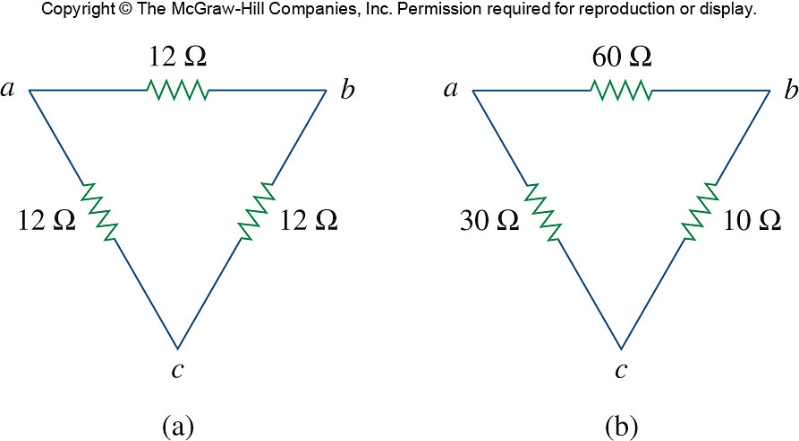 Copyright © The McGraw-Hill Companies, Inc. Permission required for reproduction or display.
12 Ω
a
b
12 Ω
12 Ω
c
(a)
60 Ω
a
b
30 Ω
10 Ω
c
(b)